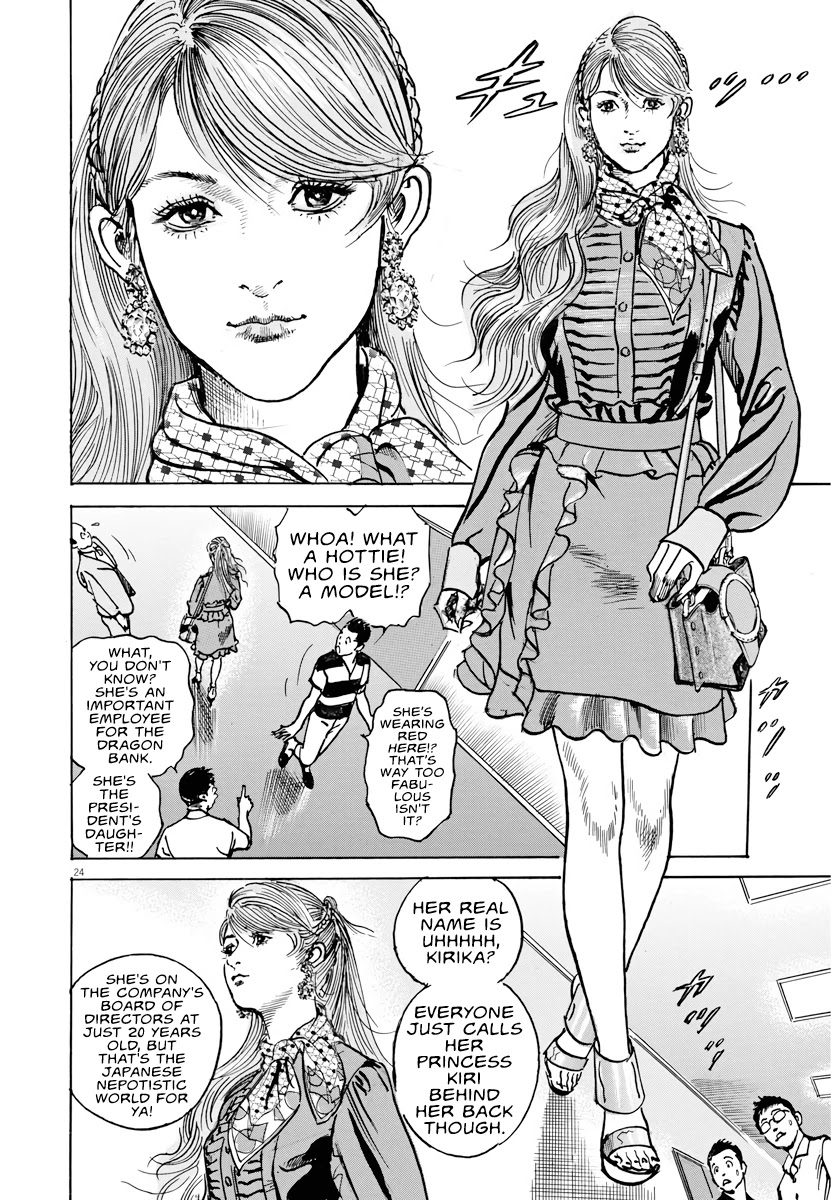 ギュ
WHOA! WHAT
A HOTTIE!
WHO IS SHE?
A MODEL!?
SHE'S
WEARING
RED
HERE!?
THAT'S
WAY TOO
FABU-
LOUS
ISN'T
IT?
WHAT,
YOU DON'T
KNOW?
SHE'S AN
IMPORTANT
EMPLOYEE
FOR THE
DRAGON
BANK.
SHE'S
THE
PRESI-
DENT'S
DAUGH-
TER!!
24
HER REAL
NAME IS
UHHHHH,
KIRIKA?
EVERYONE
JUST CALLS
HER
PRINCESS
KIRI
BEHIND
HER BACK
THOUGH.
SHE'S ON
THE COMPANY'S
BOARD OF
DIRECTORS AT
JUST 20 YEARS
OLD, BUT
THAT'S THE
JAPANESE
NEPOTISTIC
WORLD FOR
YA!